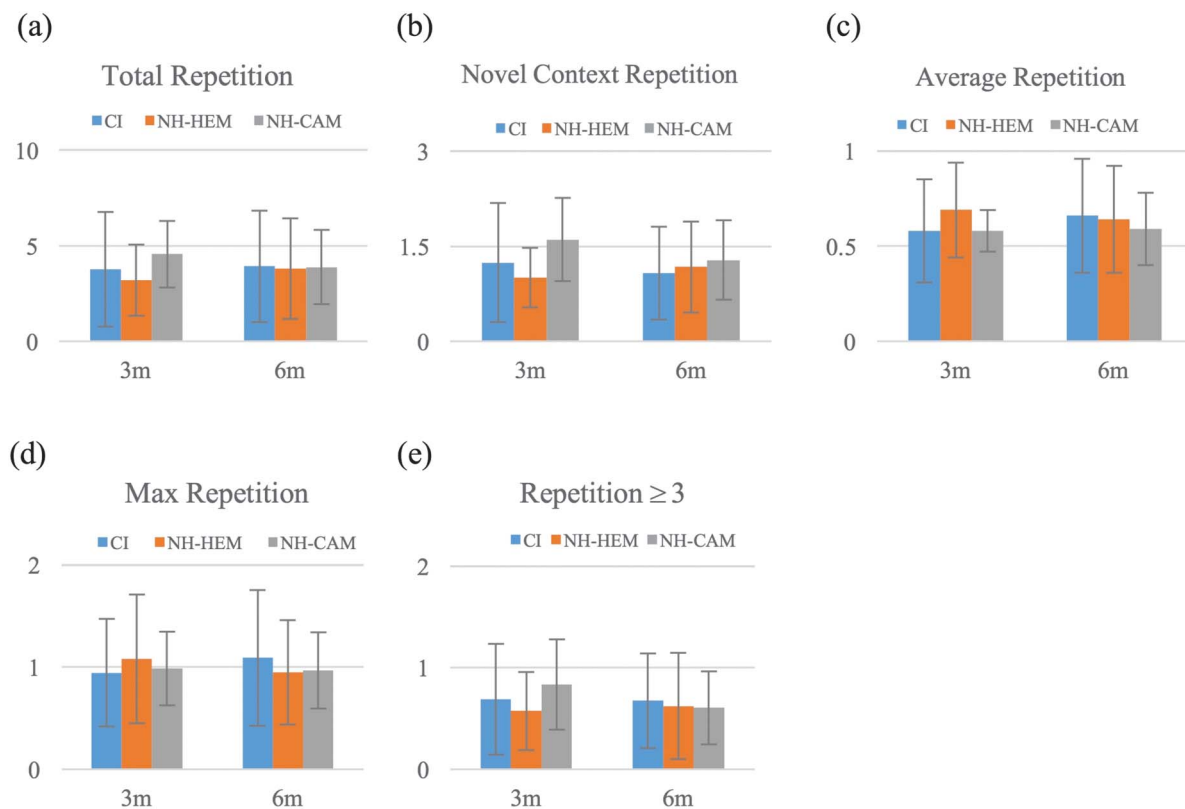 (a)
Total Repetition
CI NH-HEM NH-CAM
10
5
0
3m 6m
(b)
Novel Context Repetition
CI NH-HEM NH-CAM
3
1.5
0
3m 6m
(c)
Average Repetition
CI NH-HEM NH-CAM
1
0.5
0
3m 6m
(d)
Max Repetition
CI NH-HEM NH-CAM
2
1
0
3m 6m
(e)
Repetition ≥ 3
CI NH-HEM NH-CAM
2
1
0
3m 6m